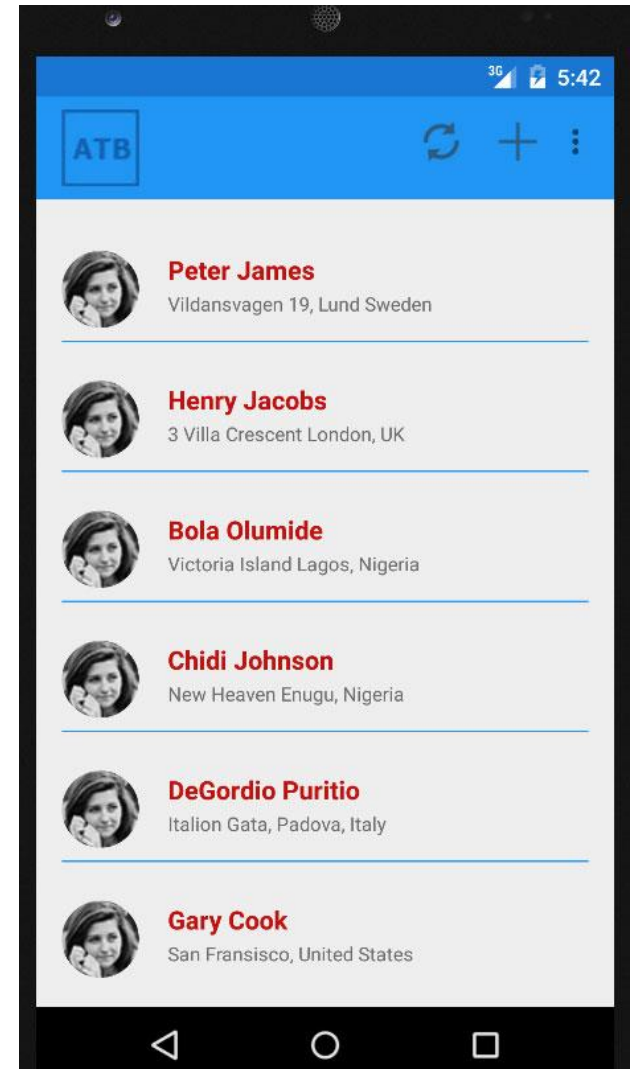 3G 5:42
ATB
Peter James
Vildansvagen 19, Lund Sweden
Henry Jacobs
3 Villa Crescent London, UK
Bola Olumide
Victoria Island Lagos, Nigeria
Chidi Johnson
New Heaven Enugu, Nigeria
DeGordio Puritio
Italion Gata, Padova, Italy
Gary Cook
San Fransisco, United States